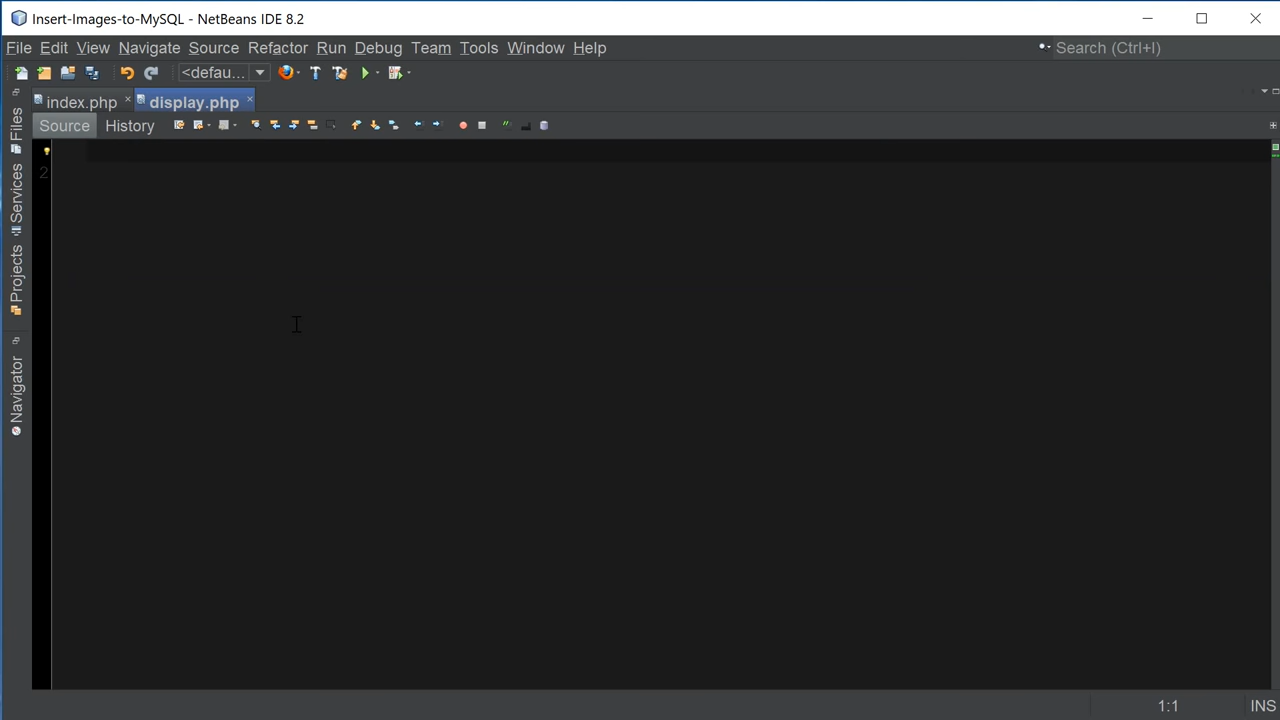 Insert-Images-to-MySQL - NetBeans IDE 8.2
File Edit View Navigate Source Refactor Run Debug Team Tools Window Help
Search (Ctrl+I)
<defau...
index.php display.php
Source History
2
Files
Services
Projects
Navigator
1:1 INS